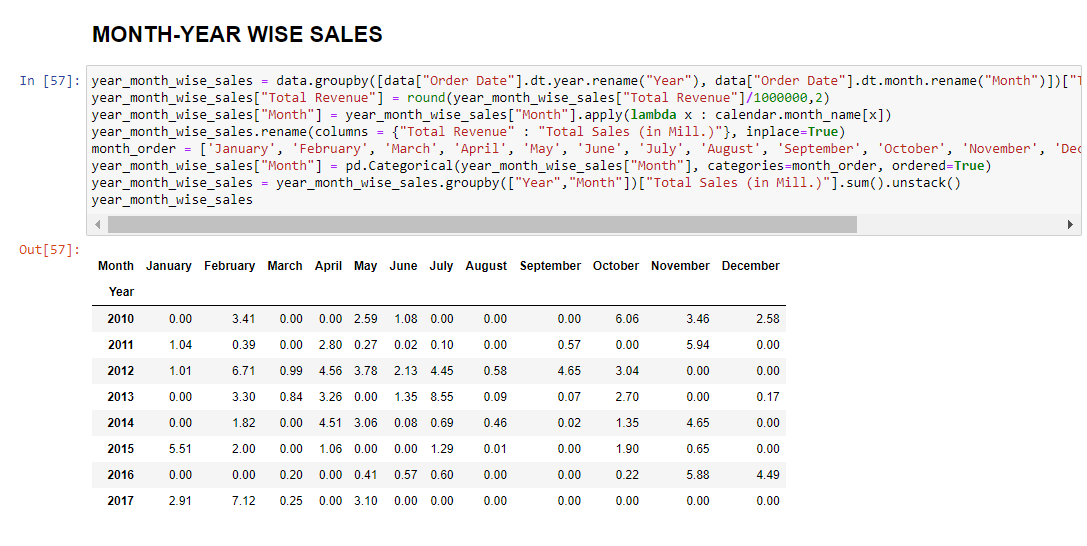 MONTH-YEAR WISE SALES
In [57]: year_month_wise_sales = data.groupby([data["Order Date"].dt.year.rename("Year"), data["Order Date"].dt.month.rename("Month")])["T
year_month_wise_sales["Total Revenue"] = round(year_month_wise_sales["Total Revenue"]/1000000,2)
year_month_wise_sales["Month"] = year_month_wise_sales["Month"].apply(lambda x : calendar.month_name[x])
year_month_wise_sales.rename(columns = {"Total Revenue" : "Total Sales (in Mill.)"}, inplace=True)
month_order = ['January', 'February', 'March', 'April', 'May', 'June', 'July', 'August', 'September', 'October', 'November', 'Dec
year_month_wise_sales["Month"] = pd.Categorical(year_month_wise_sales["Month"], categories=month_order, ordered=True)
year_month_wise_sales = year_month_wise_sales.groupby(["Year","Month"])["Total Sales (in Mill.)"].sum().unstack()
year_month_wise_sales
Out[57]:
Month January February March April May June July August September October November December
Year
2010 0.00 3.41 0.00 0.00 2.59 1.08 0.00 0.00 0.00 6.06 3.46 2.58
2011 1.04 0.39 0.00 2.80 0.27 0.02 0.10 0.00 0.57 0.00 5.94 0.00
2012 1.01 6.71 0.99 4.56 3.78 2.13 4.45 0.58 4.65 3.04 0.00 0.00
2013 0.00 3.30 0.84 3.26 0.00 1.35 8.55 0.09 0.07 2.70 0.00 0.17
2014 0.00 1.82 0.00 4.51 3.06 0.08 0.69 0.46 0.02 1.35 4.65 0.00
2015 5.51 2.00 0.00 1.06 0.00 0.00 1.29 0.01 0.00 1.90 0.65 0.00
2016 0.00 0.00 0.20 0.00 0.41 0.57 0.60 0.00 0.00 0.22 5.88 4.49
2017 2.91 7.12 0.25 0.00 3.10 0.00 0.00 0.00 0.00 0.00 0.00 0.00